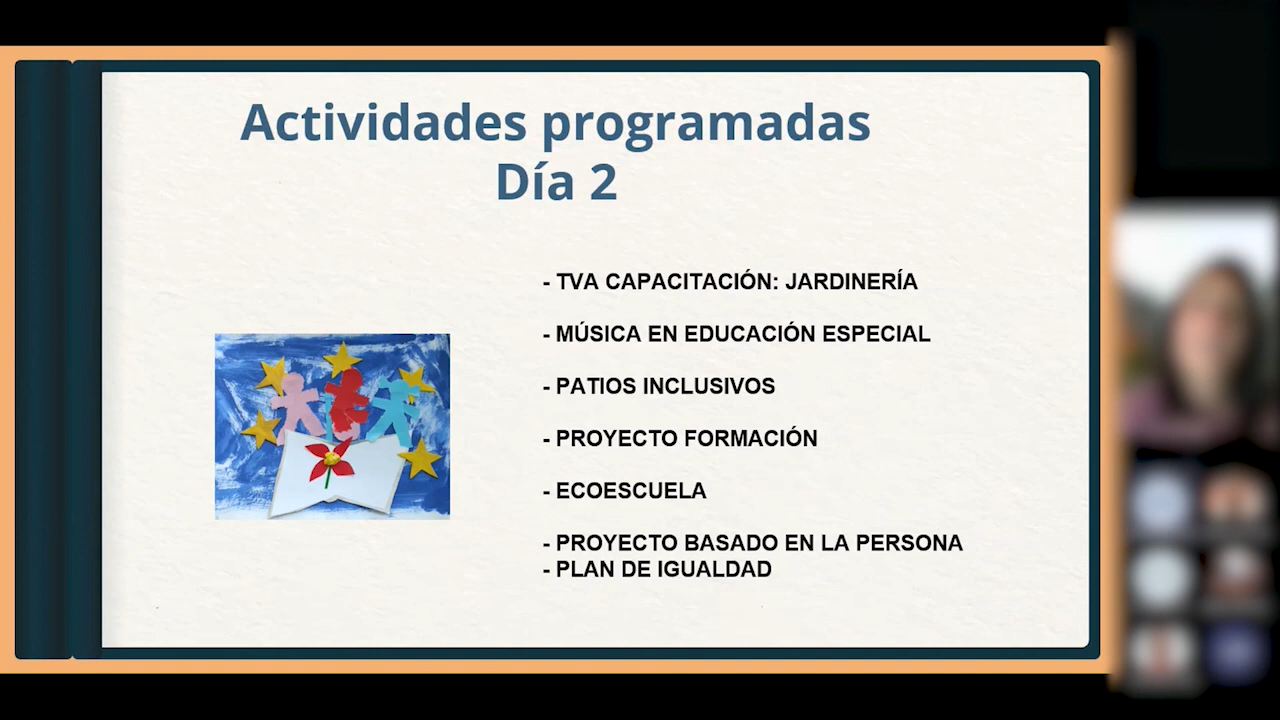 Actividades programadas
Día 2
- TVA CAPACITACIÓN: JARDINERÍA
- MÚSICA EN EDUCACIÓN ESPECIAL
- PATIOS INCLUSIVOS
- PROYECTO FORMACIÓN
- ECOESCUELA
- PROYECTO BASADO EN LA PERSONA
- PLAN DE IGUALDAD